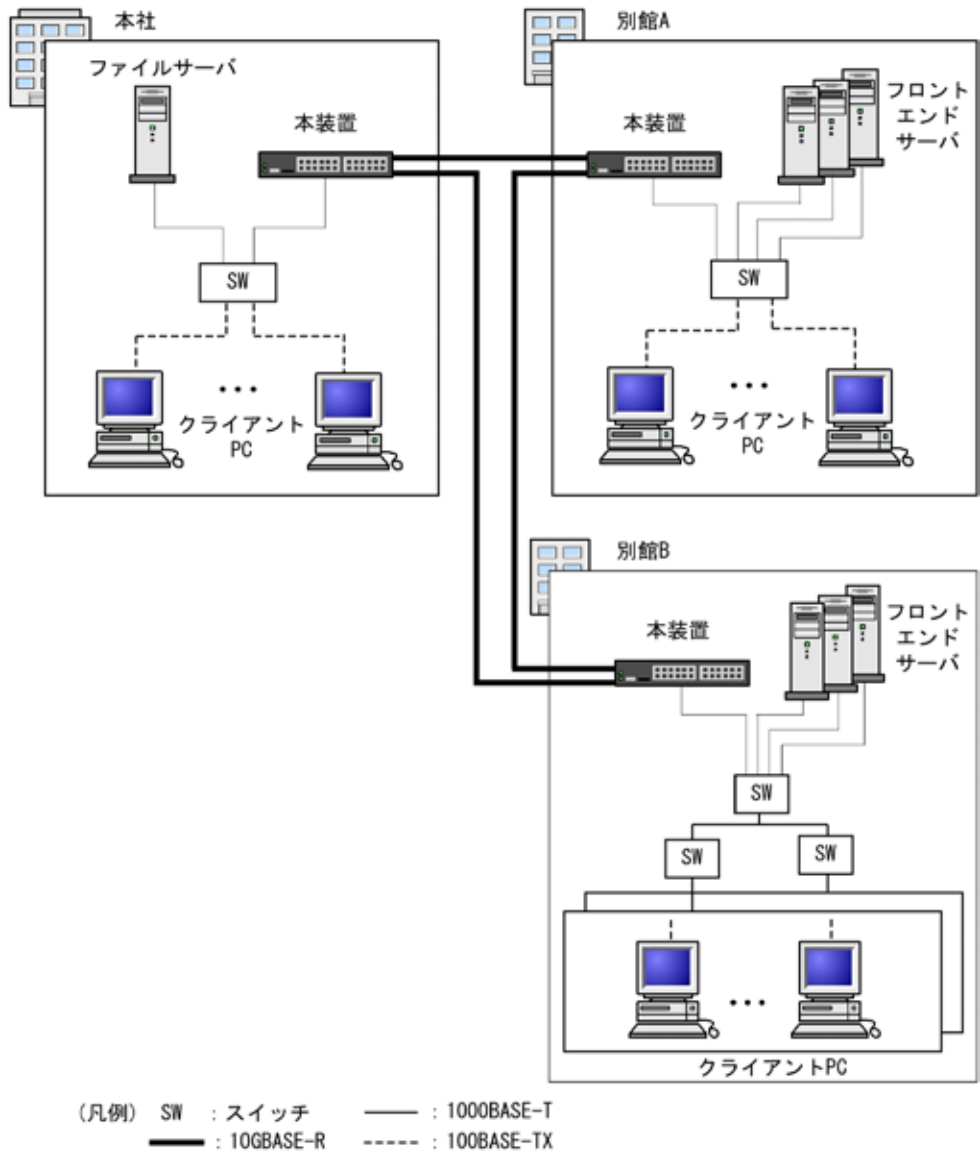 本社
ファイルサーバ
本装置
SW
・・・
クライアント
PC
別館A
本装置
フロント
エンド
サーバ
SW
・・・
クライアント
PC
別館B
本装置
フロント
エンド
サーバ
SW
SW
SW
・・・
クライアントPC
(凡例) SW : スイッチ : 1000BASE-T
: 10GBASE-R : 100BASE-TX